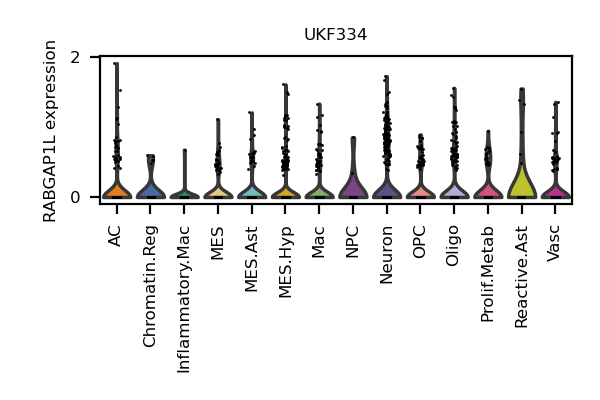 UKF334
RABGAP1L expression
2
0
AC
Chromatin.Reg
Inflammatory.Mac
MES
MES.Ast
MES.Hyp
Mac
NPC
Neuron
OPC
Oligo
Prolif.Metab
Reactive.Ast
Vasc